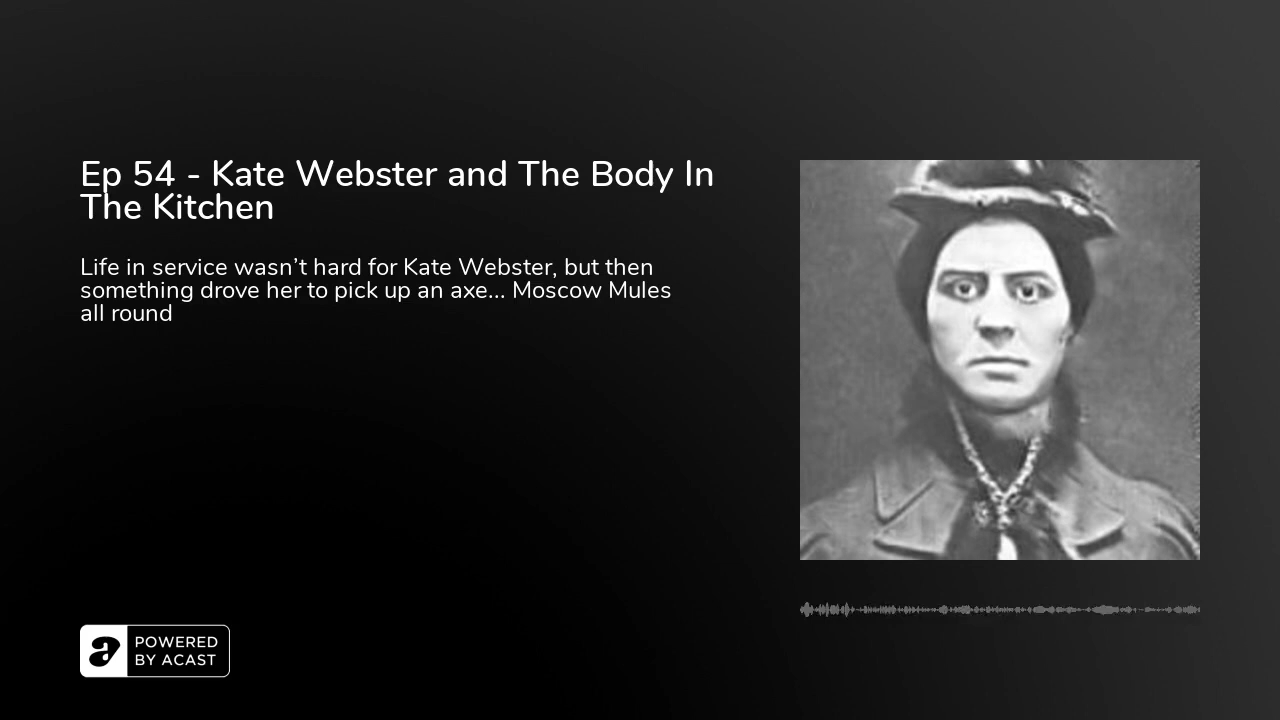 Ep 54 - Kate Webster and The Body In
The Kitchen
Life in service wasn’t hard for Kate Webster, but then
something drove her to pick up an axe... Moscow Mules
all round
a
POWERED
BY ACAST